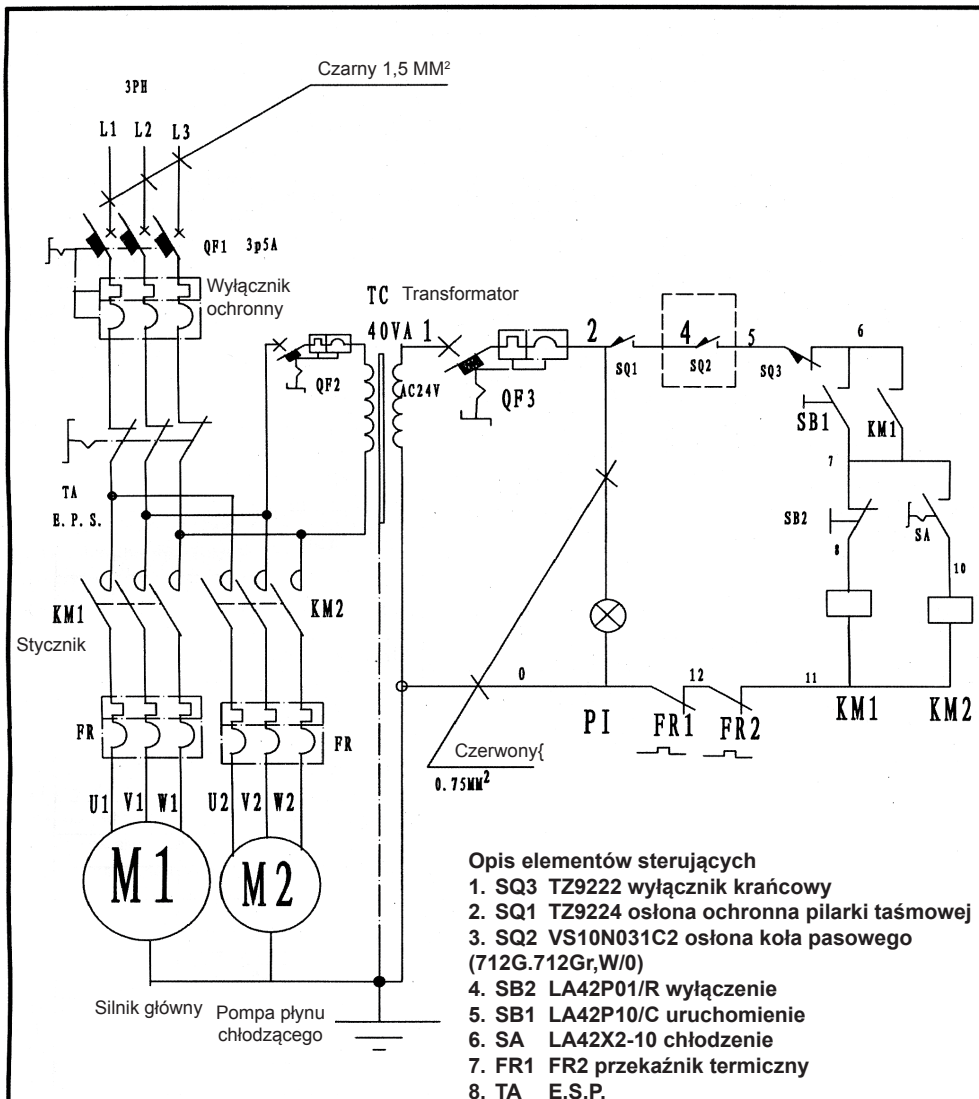 Czarny 1,5 MM²
3PH
L1 L2 L3
QF1 3p5A
Wyłącznik
ochronny
TC Transformator
40VA 1
2
4
5
6
QF2
AC24V
QF3
SQ1
SQ2
SQ3
SB1
KM1
TA
E.P.S.
7
SB2
SA
8
10
KM1
KM2
Stycznik
0
12
11
FR
FR
PI
FR1
FR2
KM1
KM2
Czerwony{
0.75MM²
U1 V1 W1
U2 V2 W2
M1
M2
Silnik główny
Pompa płynu
chłodzącego
Opis elementów sterujących
1. SQ3 TZ9222 wyłącznik krańcowy
2. SQ1 TZ9224 osłona ochronna pilarki taśmowej
3. SQ2 VS10N031C2 osłona koła pasowego
(712G.712Gr,W/0)
4. SB2 LA42P01/R wyłączenie
5. SB1 LA42P10/C uruchomienie
6. SA LA42X2-10 chłodzenie
7. FR1 FR2 przekaźnik termiczny
8. TA E.S.P.